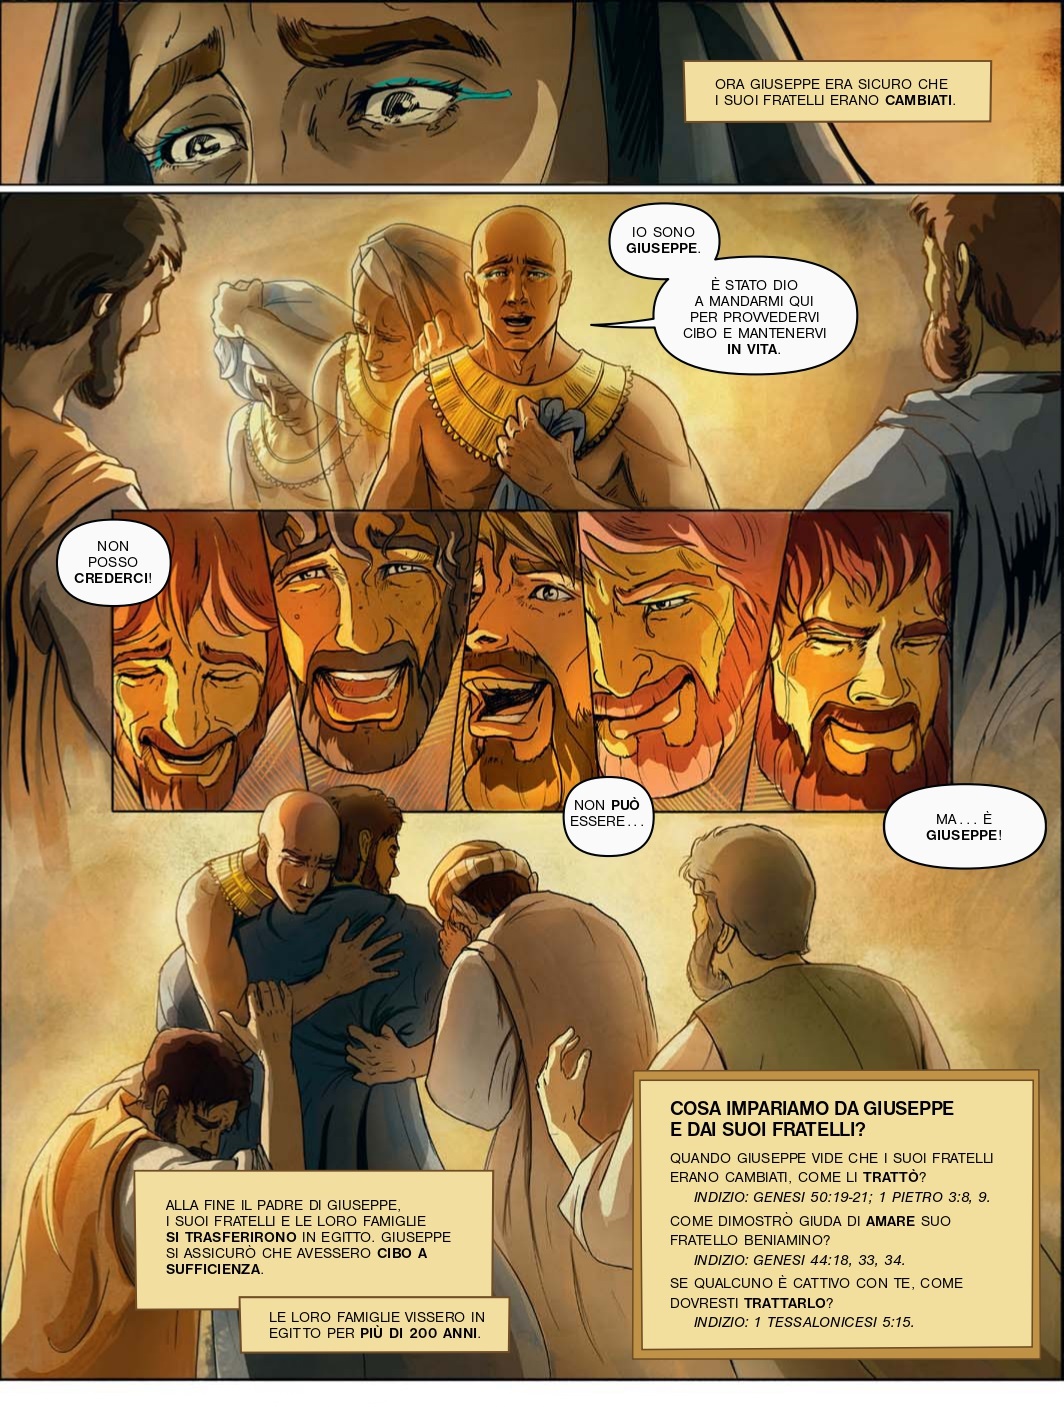 ORA GIUSEPPE ERA SICURO CHE
I SUOI FRATELLI ERANO CAMBIATI.
IO SONO
GIUSEPPE.
È STATO DIO
A MANDARMI QUI
PER PROVVEDERVI
CIBO E MANTENERVI
IN VITA.
NON
POSSO
CREDERCI!
NON PUÒ
ESSERE...
MA... È
GIUSEPPE!
ALLA FINE IL PADRE DI GIUSEPPE,
I SUOI FRATELLI E LE LORO FAMIGLIE
SI TRASFERIRONO IN EGITTO. GIUSEPPE
SI ASSICURÒ CHE AVESSERO CIBO A
SUFFICIENZA.
LE LORO FAMIGLIE VISSERO IN
EGITTO PER PIÙ DI 200 ANNI.
COSA IMPARIAMO DA GIUSEPPE
E DAI SUOI FRATELLI?
QUANDO GIUSEPPE VIDE CHE I SUOI FRATELLI
ERANO CAMBIATI, COME LI TRATTÒ?
INDIZIO: GENESI 50:19-21; 1 PIETRO 3:8, 9.
COME DIMOSTRÒ GIUDA DI AMARE SUO
FRATELLO BENIAMINO?
INDIZIO: GENESI 44:18, 33, 34.
SE QUALCUNO È CATTIVO CON TE, COME
DOVRESTI TRATTARLO?
INDIZIO: 1 TESSALONICESI 5:15.